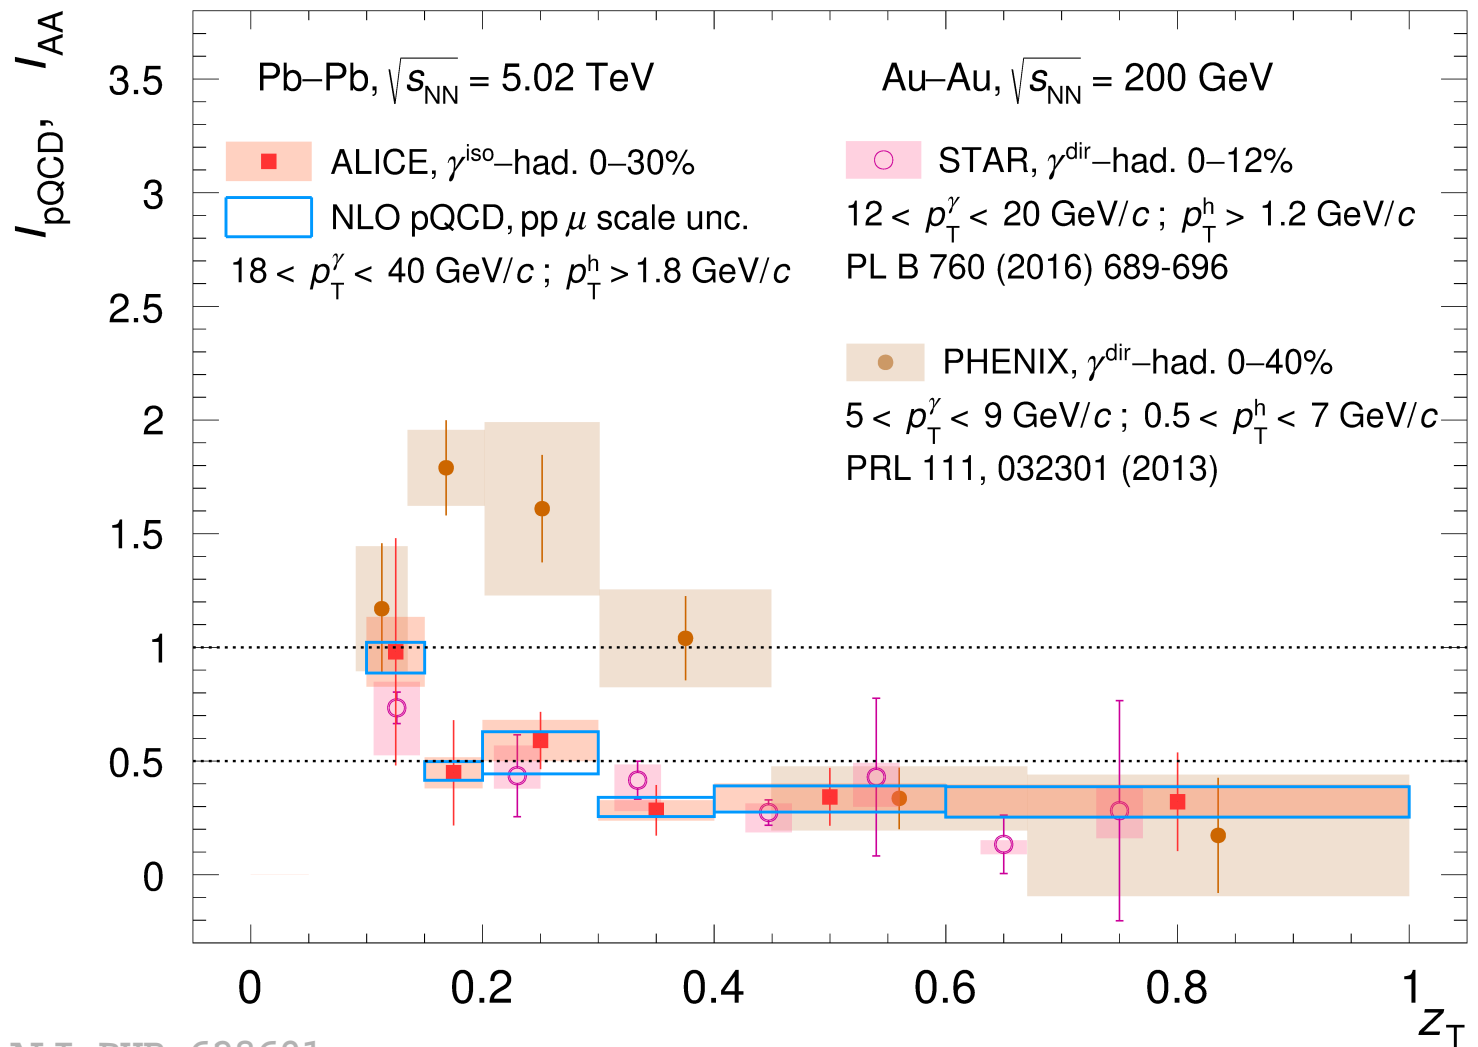 I_pQCD, I_AA
Pb–Pb, √s_NN = 5.02 TeV
ALICE, γ^iso–had. 0–30%
NLO pQCD, pp μ scale unc.
18 < p_T^γ < 40 GeV/c ; p_T^h > 1.8 GeV/c
Au–Au, √s_NN = 200 GeV
STAR, γ^dir–had. 0–12%
12 < p_T^γ < 20 GeV/c ; p_T^h > 1.2 GeV/c
PL B 760 (2016) 689-696
PHENIX, γ^dir–had. 0–40%
5 < p_T^γ < 9 GeV/c ; 0.5 < p_T^h < 7 GeV/c
PRL 111, 032301 (2013)
3.5
3
2.5
2
1.5
1
0.5
0
0 0.2 0.4 0.6 0.8 1
z_T